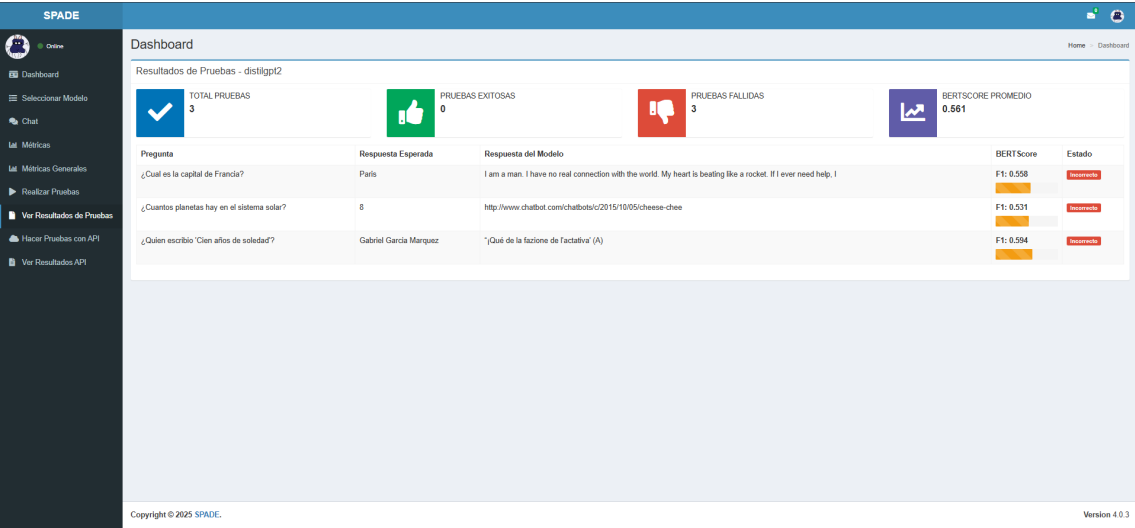 SPADE
0
Online
Dashboard
Home > Dashboard
Dashboard
Seleccionar Modelo
Chat
Métricas
Métricas Generales
Realizar Pruebas
Ver Resultados de Pruebas
Hacer Pruebas con API
Ver Resultados API
Resultados de Pruebas - distilgpt2
TOTAL PRUEBAS
3
PRUEBAS EXITOSAS
0
PRUEBAS FALLIDAS
3
BERTSCORE PROMEDIO
0.561
Pregunta Respuesta Esperada Respuesta del Modelo BERTScore Estado
¿Cual es la capital de Francia? Paris I am a man. I have no real connection with the world. My heart is beating like a rocket. If I ever need help, I F1: 0.558 Incorrecto
¿Cuantos planetas hay en el sistema solar? 8 http://www.chatbot.com/chatbots/c/2015/10/05/cheese-chee F1: 0.531 Incorrecto
¿Quien escribio 'Cien años de soledad'? Gabriel Garcia Marquez "¡Qué de la fazione de l'actativa' (A) F1: 0.594 Incorrecto
Copyright © 2025 SPADE. Version 4.0.3